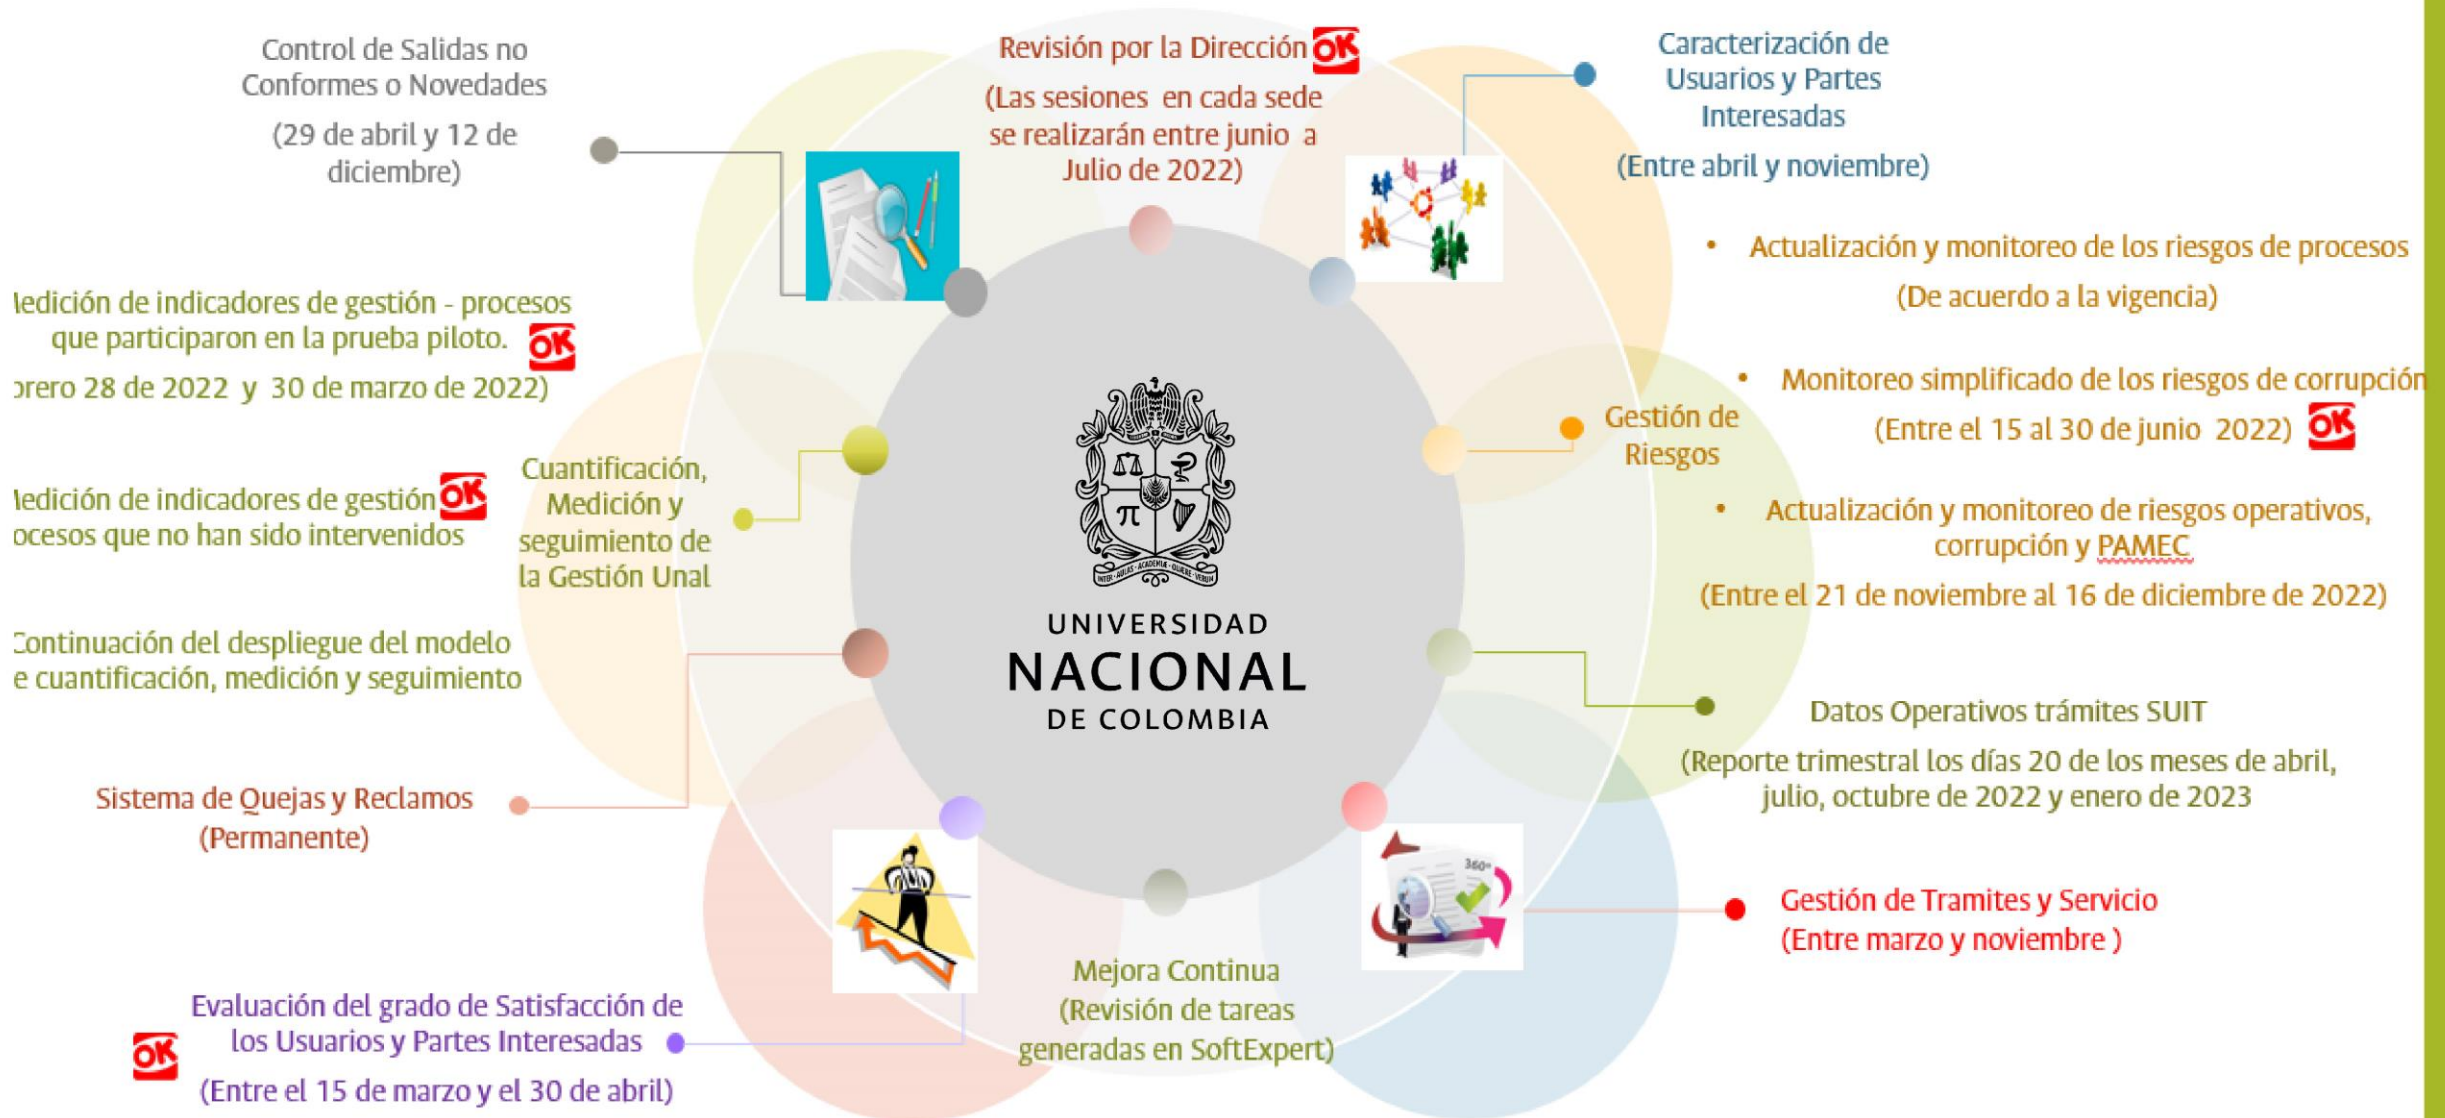 Control de Salidas no
Conformes o Novedades
(29 de abril y 12 de
diciembre)
Revisión por la Dirección OK
(Las sesiones en cada sede
se realizarán entre junio a
Julio de 2022)
Caracterización de
Usuarios y Partes
Interesadas
(Entre abril y noviembre)
• Actualización y monitoreo de los riesgos de procesos
(De acuerdo a la vigencia)
• Monitoreo simplificado de los riesgos de corrupción
(Entre el 15 al 30 de junio 2022) OK
• Actualización y monitoreo de riesgos operativos,
corrupción y PAMEC
(Entre el 21 de noviembre al 16 de diciembre de 2022)
Gestión de
Riesgos
edición de indicadores de gestión - procesos
que participaron en la prueba piloto. OK
brero 28 de 2022 y 30 de marzo de 2022)
edición de indicadores de gestión OK
ocesos que no han sido intervenidos
Continuación del despliegue del modelo
e cuantificación, medición y seguimiento
Cuantificación,
Medición y
seguimiento de
la Gestión Unal
INTER · AULAS · ACADEMIÆ · QUÆRE · VERUM
π
UNIVERSIDAD
NACIONAL
DE COLOMBIA
Datos Operativos trámites SUIT
(Reporte trimestral los días 20 de los meses de abril,
julio, octubre de 2022 y enero de 2023
Sistema de Quejas y Reclamos
(Permanente)
360°
Gestión de Tramites y Servicio
(Entre marzo y noviembre )
Mejora Continua
(Revisión de tareas
generadas en SoftExpert)
Evaluación del grado de Satisfacción de
los Usuarios y Partes Interesadas
OK
(Entre el 15 de marzo y el 30 de abril)